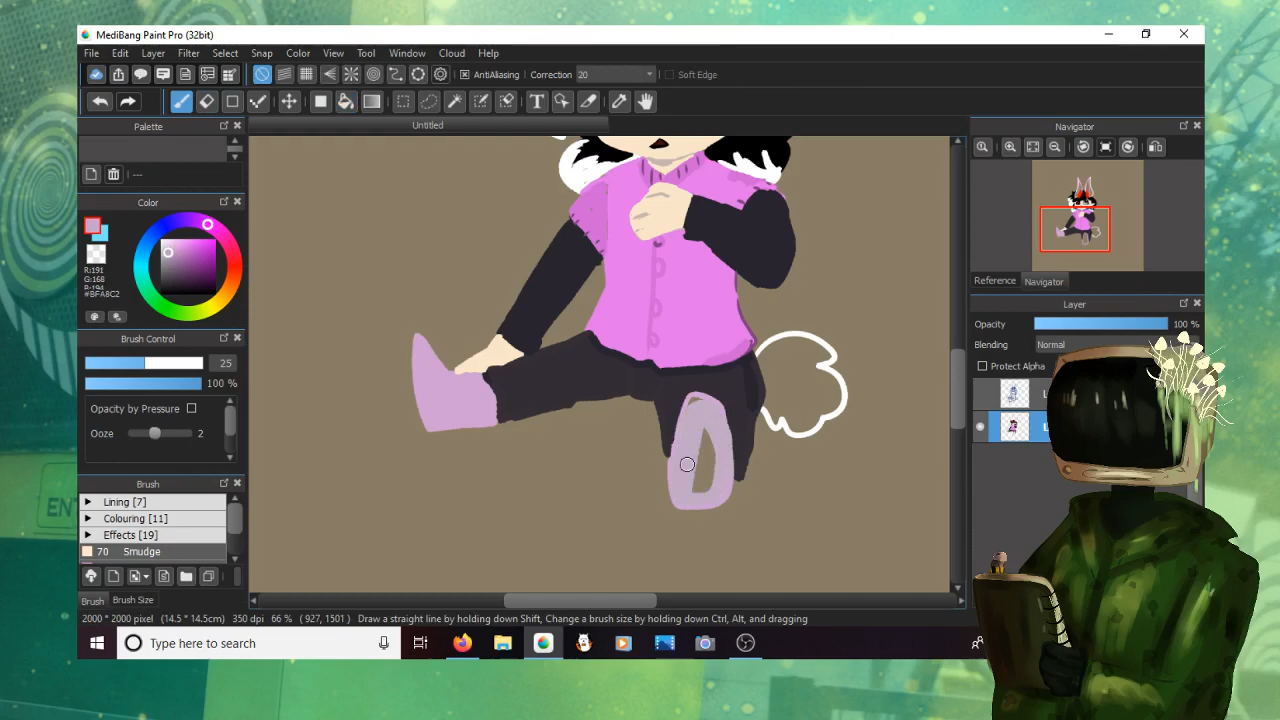 MediBang Paint Pro (32bit)
File Edit Layer Filter Select Snap Color View Tool Window Cloud Help
AntiAliasing Correction 20 Soft Edge
Palette
Untitled
Navigator
---
Color
R:191
G:168
B:194
#BFA8C2
Reference Navigator
Layer
Opacity 100 %
Brush Control
Blending Normal
25
Protect Alpha
100 %
Opacity by Pressure
Ooze 2
Brush
Lining [7]
Colouring [11]
Effects [19]
70 Smudge
Brush Brush Size
2000 * 2000 pixel (14.5 * 14.5cm) 350 dpi 66 % ( 927, 1501 ) Draw a straight line by holding down Shift, Change a brush size by holding down Ctrl, Alt, and dragging
Type here to search